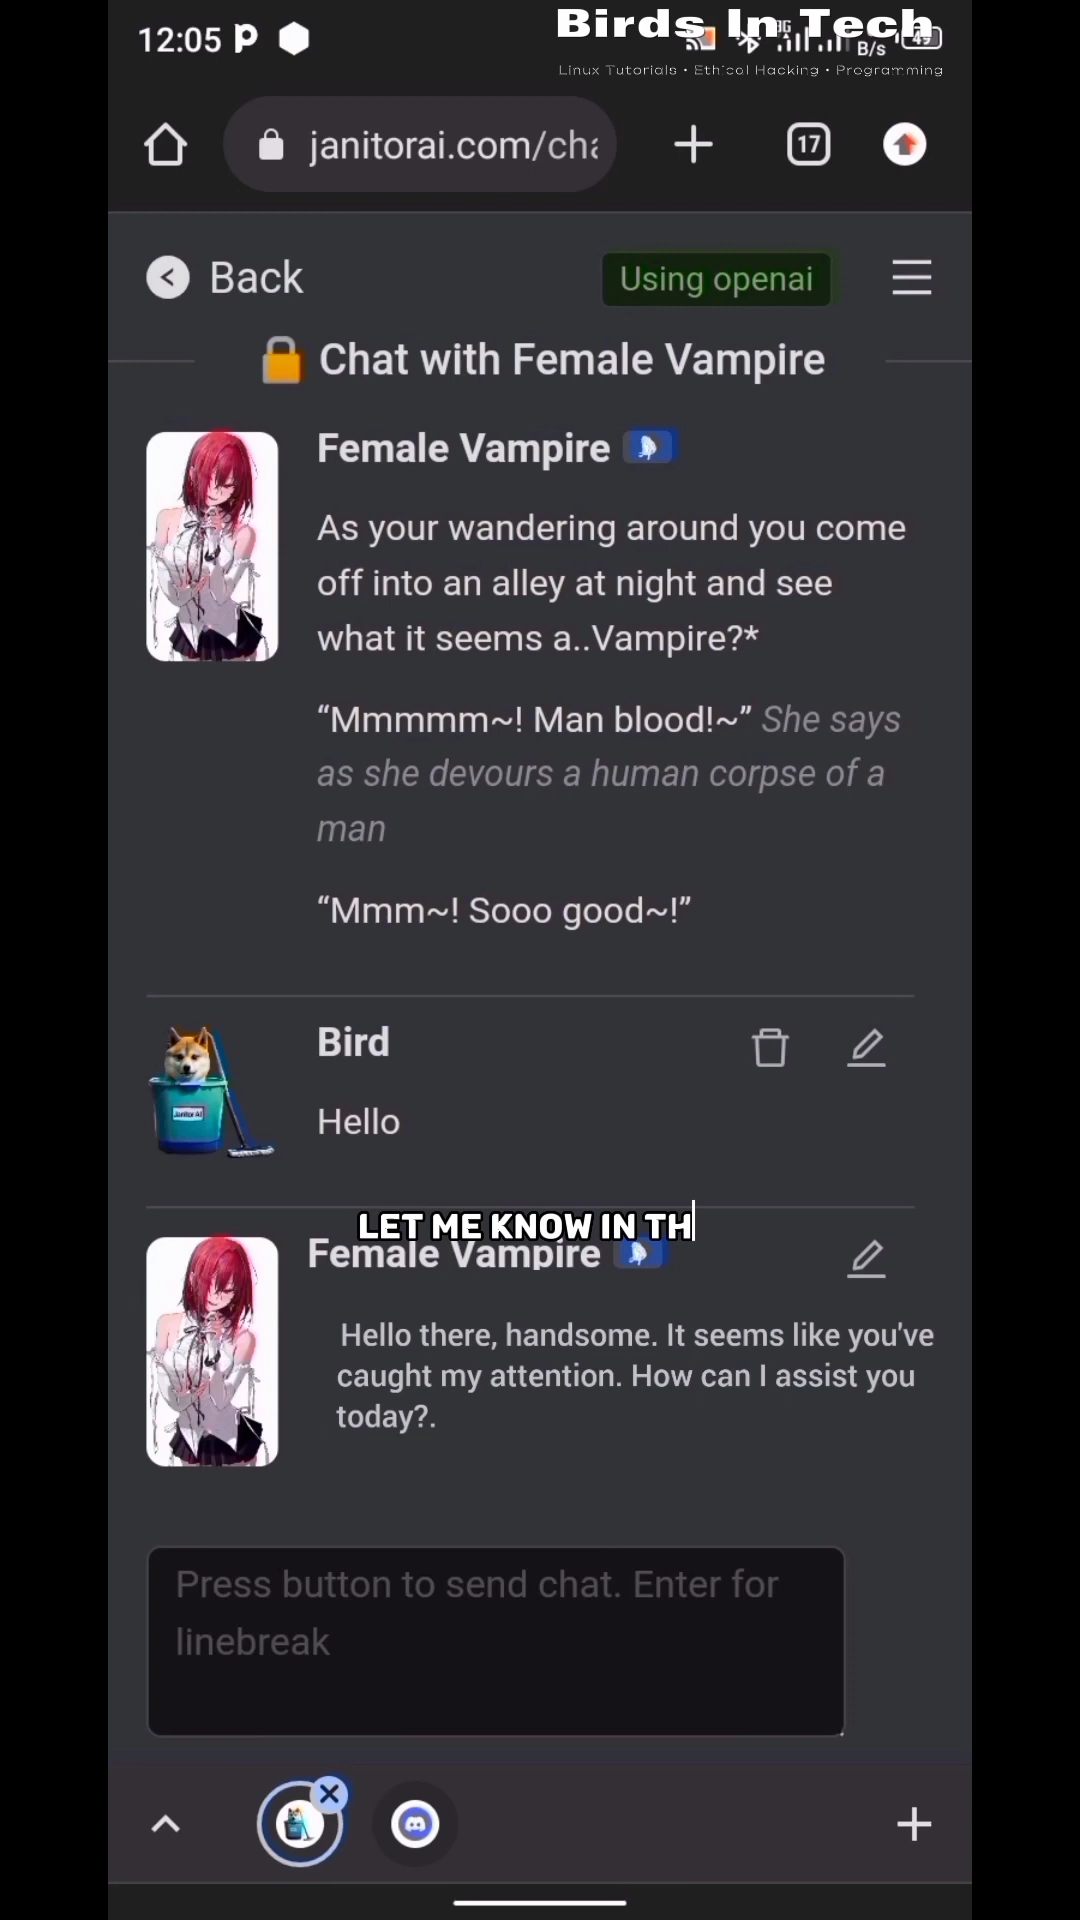 12:05
Birds In Tech
3G
B/s
49
Linux Tutorials • Ethical Hacking • Programming
janitorai.com/cha
17
Back
Using openai
Chat with Female Vampire
Female Vampire
As your wandering around you come
off into an alley at night and see
what it seems a..Vampire?*
“Mmmmm~! Man blood!~” She says
as she devours a human corpse of a
man
“Mmm~! Sooo good~!”
Bird
Janitor AI
Hello
LET ME KNOW IN TH
Female Vampire
Hello there, handsome. It seems like you've
caught my attention. How can I assist you
today?.
Press button to send chat. Enter for
linebreak